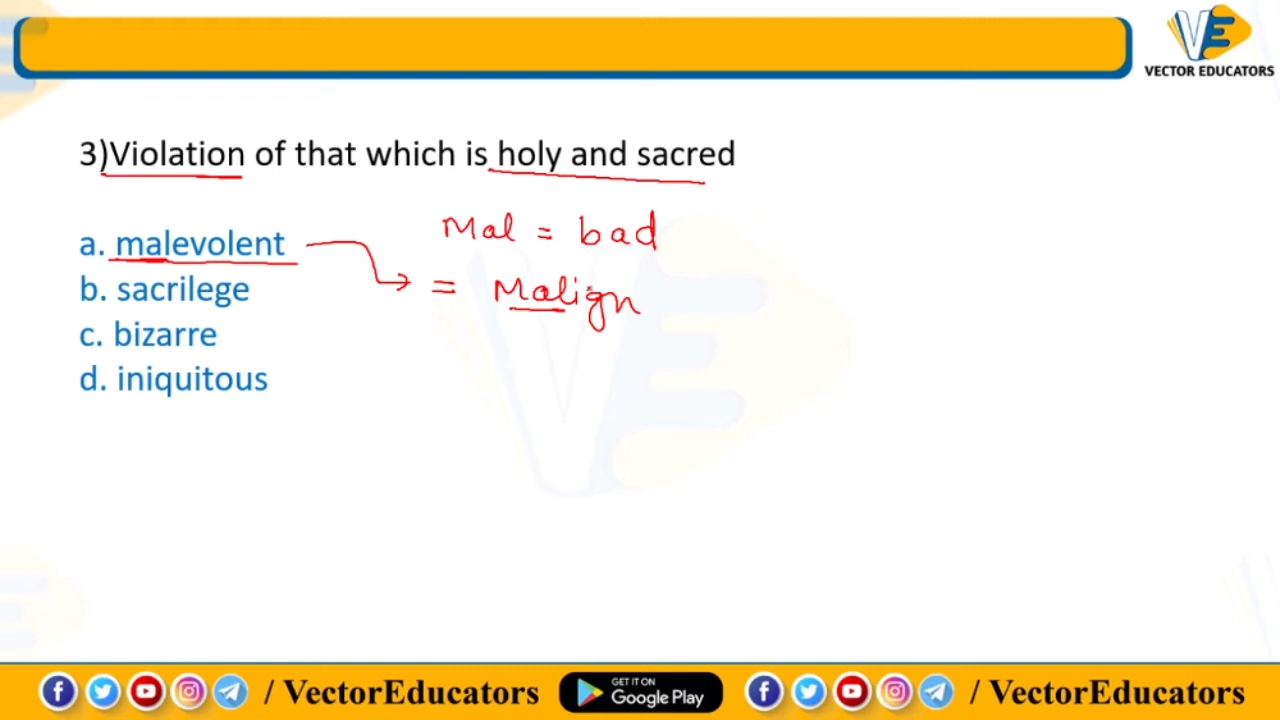 VE
VECTOR EDUCATORS
3)Violation of that which is holy and sacred
a. malevolent
Mal = bad
= Malign
b. sacrilege
c. bizarre
d. iniquitous
/ VectorEducators
GET IT ON
Google Play
/ VectorEducators